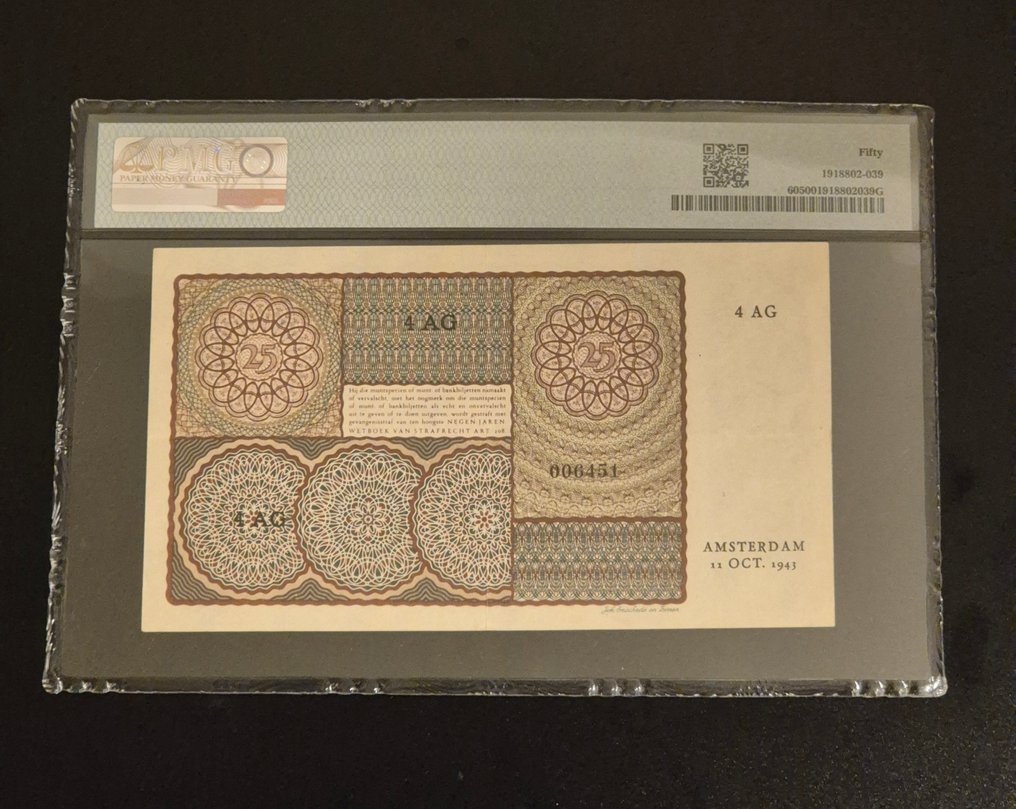 PMG
PAPER MONEY GUARANTY
Fifty
1918802-039
605001918802039G
25
4 AG
25
4 AG
Hij die muntspeciën of munt- of bankbiljetten namaakt
of vervalscht, met het oogmerk om die muntspeciën
of munt- of bankbiljetten als echt en onvervalscht
uit te geven of te doen uitgeven, wordt gestraft met
gevangenisstraf van ten hoogste NEGEN JAREN
WETBOEK VAN STRAFRECHT ART. 208
006451
4 AG
AMSTERDAM
11 OCT. 1943
Joh. Enschedé en Zonen